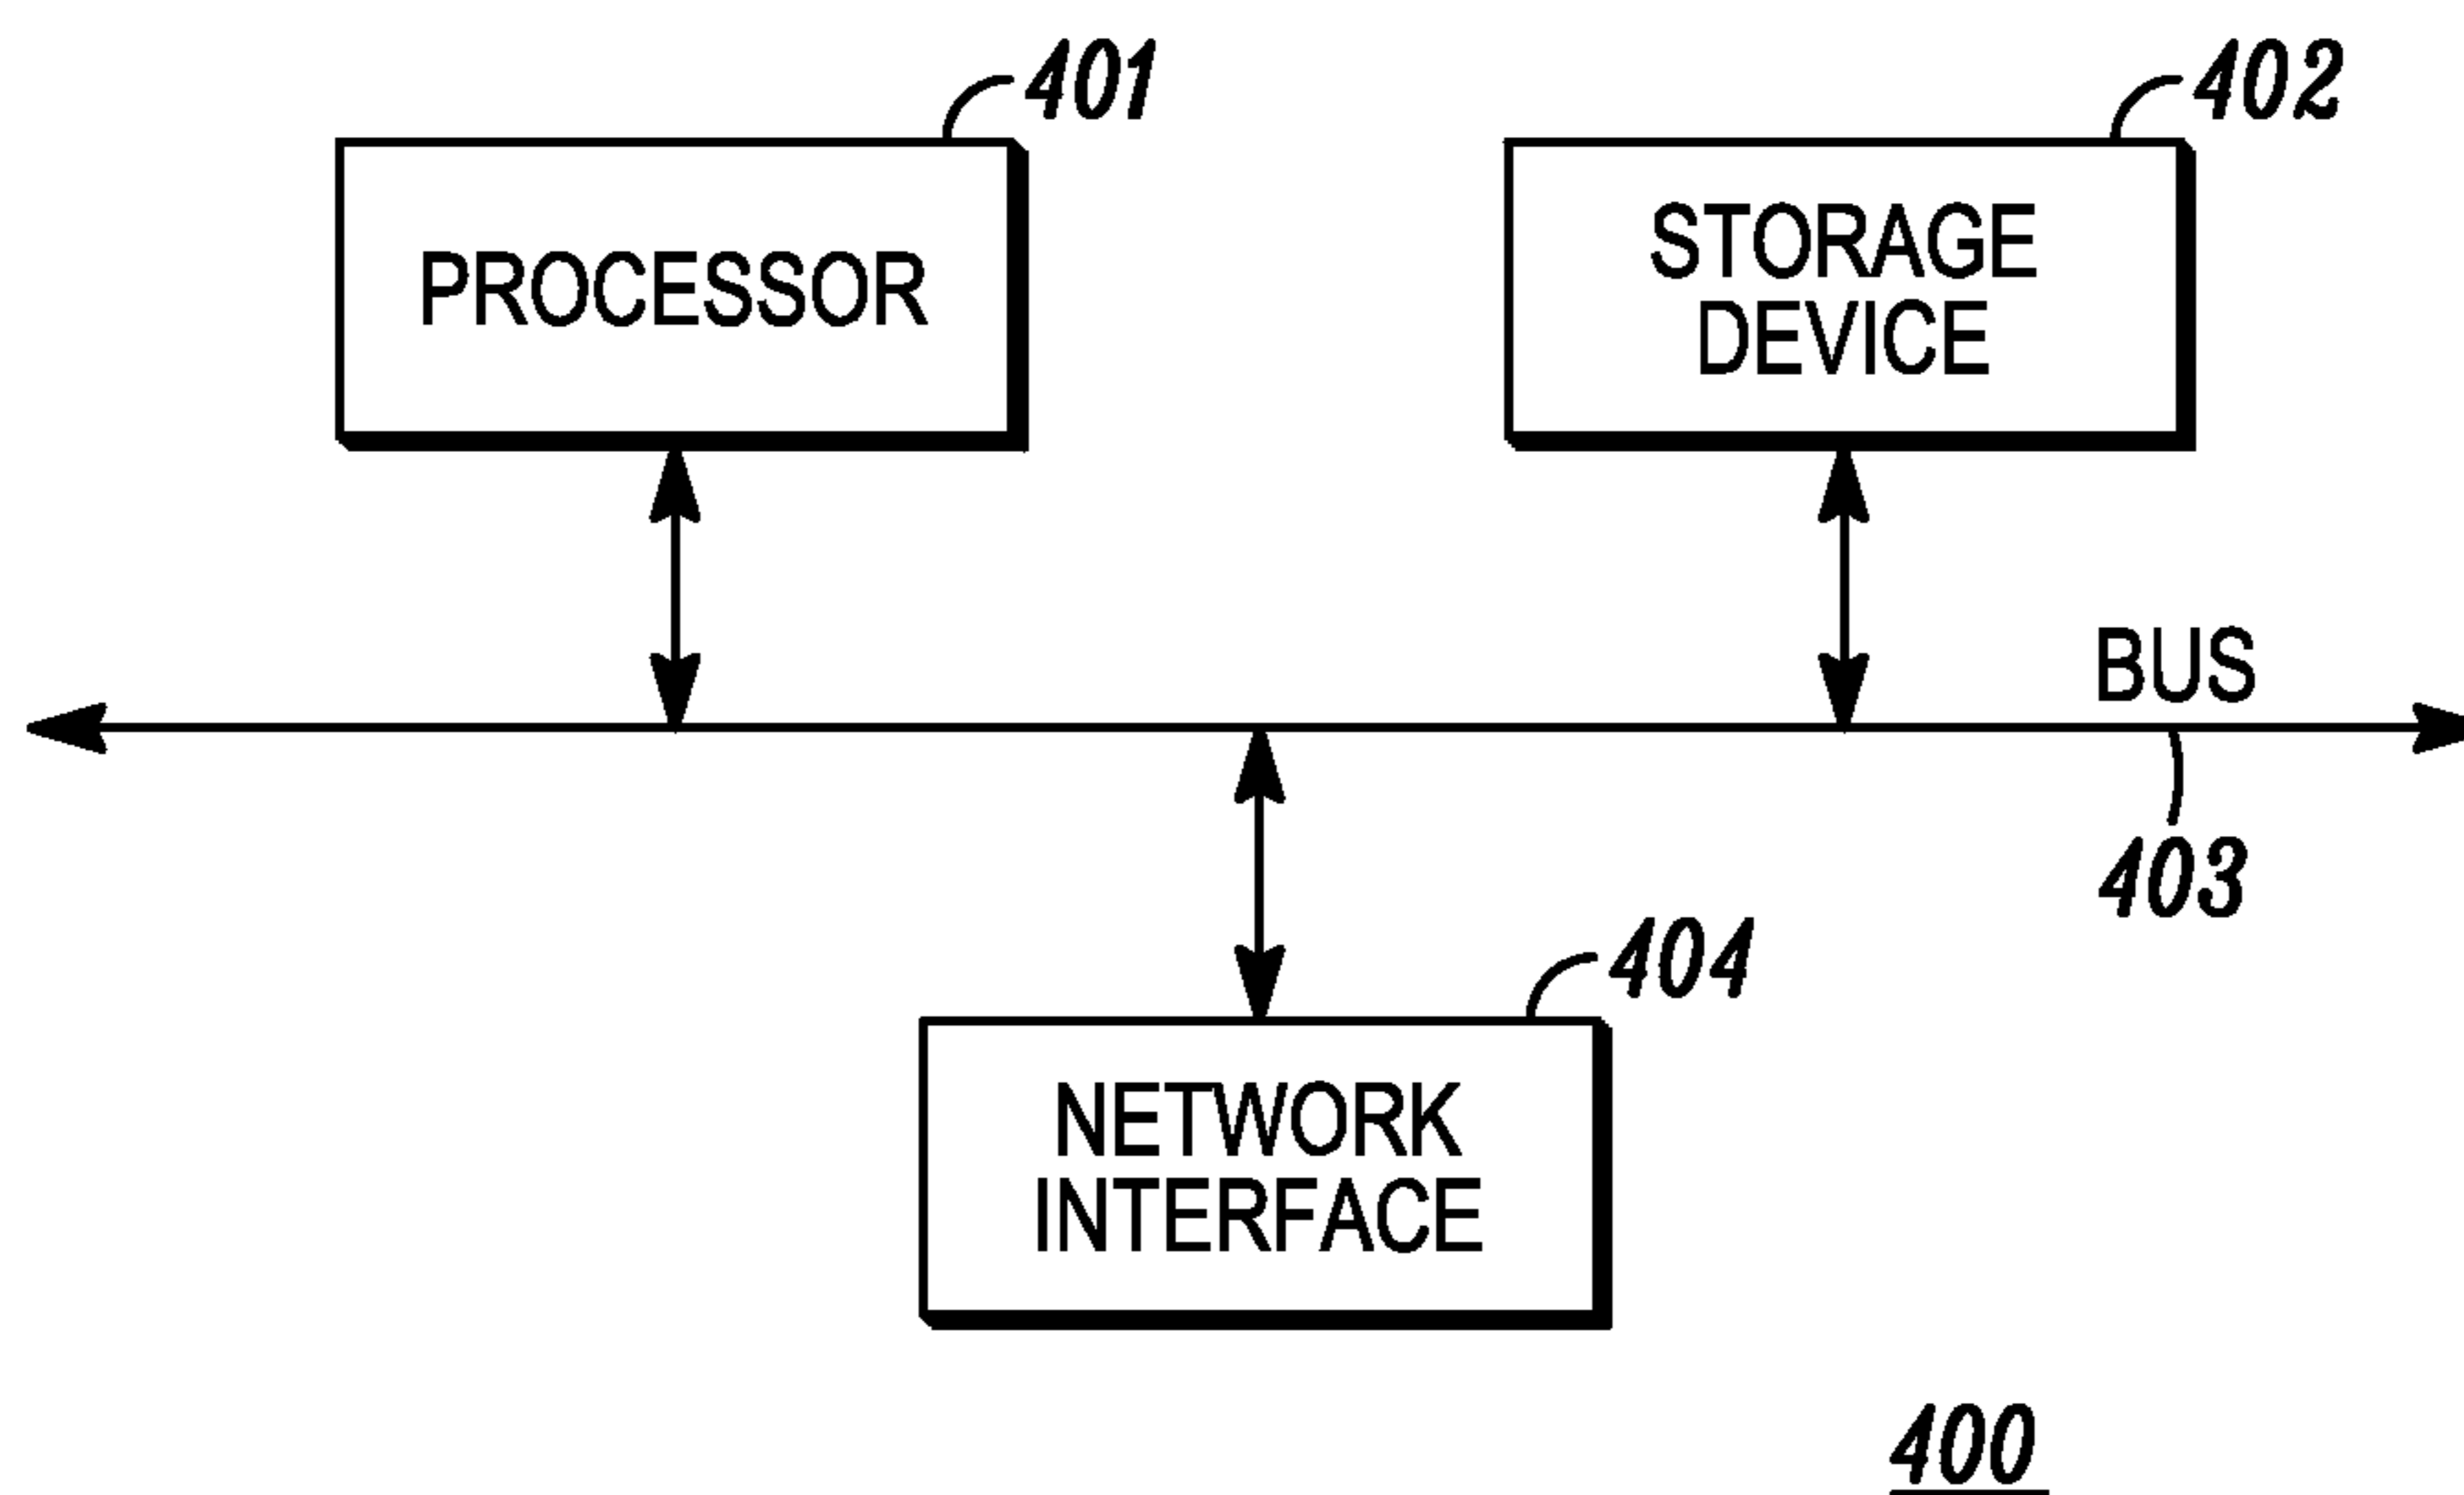 401
402
PROCESSOR
STORAGE
DEVICE
BUS
403
404
NETWORK
INTERFACE
400